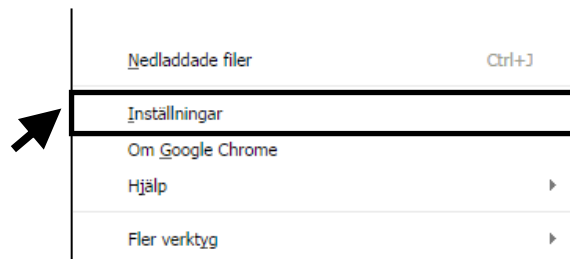 Nedladdade filer Ctrl+J
Inställningar
Om Google Chrome
Hjälp
Fler verktyg